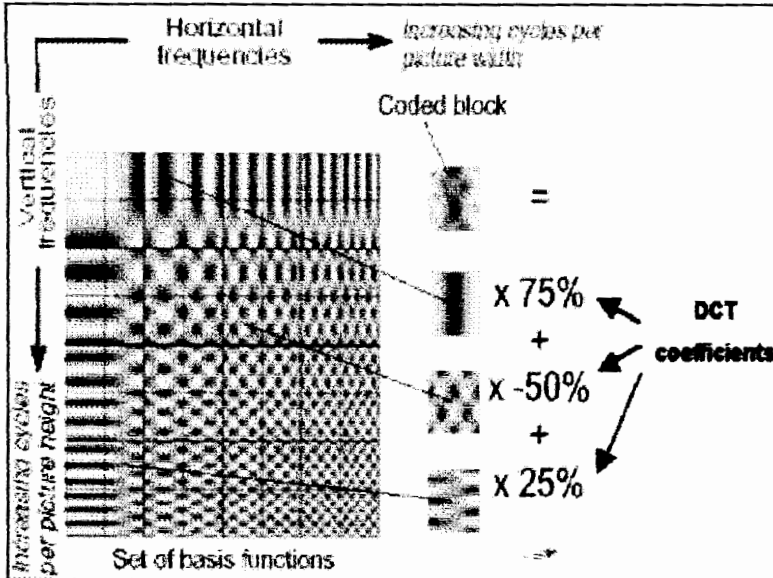 Horizontal
frequencies
Increasing cycles per
picture width
Coded block
Vertical
frequencies
=
x 75%
+
DCT
coefficients
x -50%
+
x 25%
Increasing cycles
per picture height
Set of basis functions